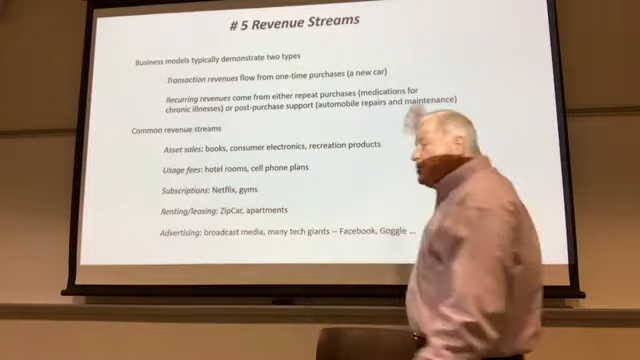 # 5 Revenue Streams
Business models typically demonstrate two types
Transaction revenues flow from one-time purchases (a new car)
Recurring revenues come from either repeat purchases (medications for
chronic illnesses) or post-purchase support (automobile repairs and maintenance)
Common revenue streams
Asset sales: books, consumer electronics, recreation products
Usage fees: hotel rooms, cell phone plans
Subscriptions: Netflix, gyms
Renting/leasing: ZipCar, apartments
Advertising: broadcast media, many tech giants -- Facebook, Goggle ...